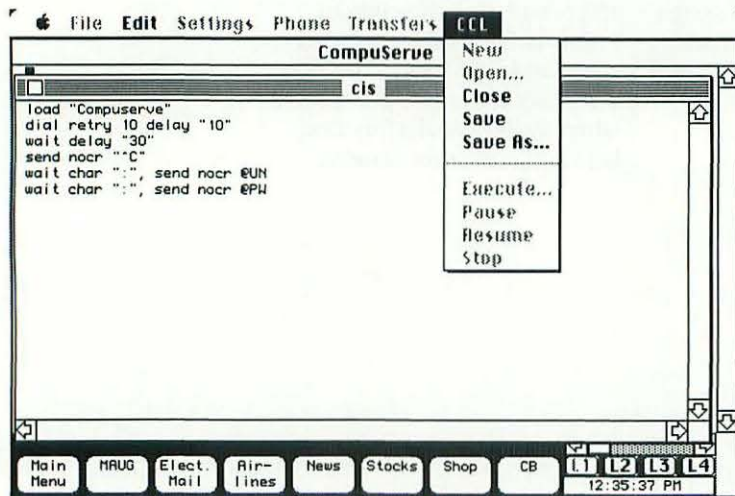 File Edit Settings Phone Transfers CCL
CompuServe
New
Open...
Close
Save
Save As...
Execute...
Pause
Resume
Stop
cis
load "Compuserve"
dial retry 10 delay "10"
wait delay "30"
send nocr "^C"
wait char ":", send nocr @UN
wait char ":", send nocr @PW
Main Menu
MAUG
Elect. Mail
Air-lines
News
Stocks
Shop
CB
L1 L2 L3 L4
12:35:37 PM